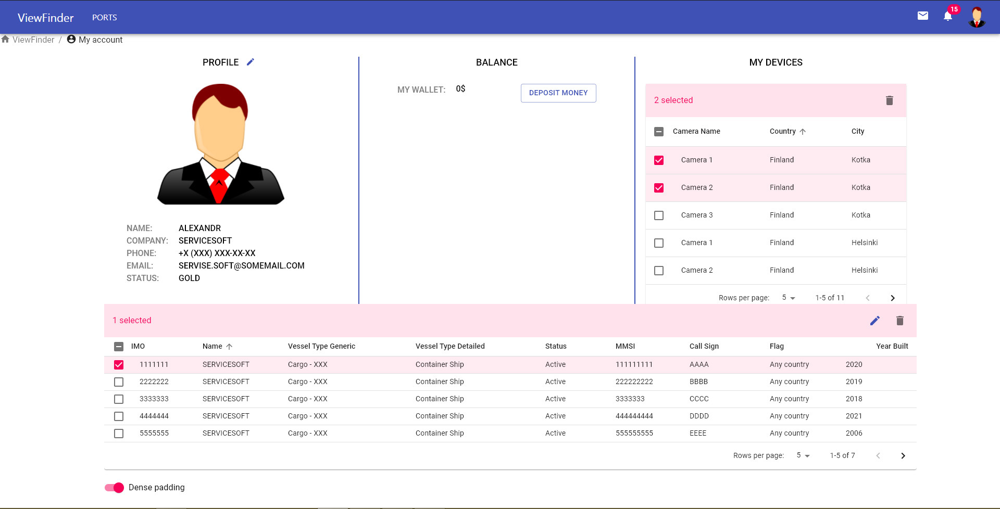 ViewFinder PORTS 15
ViewFinder / My account
PROFILE
NAME: ALEXANDR
COMPANY: SERVICESOFT
PHONE: +X (XXX) XXX-XX-XX
EMAIL: SERVISE.SOFT@SOMEMAIL.COM
STATUS: GOLD
BALANCE
MY WALLET: 0$ DEPOSIT MONEY
MY DEVICES
2 selected
Camera Name Country City
Camera 1 Finland Kotka
Camera 2 Finland Kotka
Camera 3 Finland Kotka
Camera 1 Finland Helsinki
Camera 2 Finland Helsinki
Rows per page: 5 1-5 of 11
1 selected
IMO Name Vessel Type Generic Vessel Type Detailed Status MMSI Call Sign Flag Year Built
1111111 SERVICESOFT Cargo - XXX Container Ship Active 111111111 AAAA Any country 2020
2222222 SERVICESOFT Cargo - XXX Container Ship Active 222222222 BBBB Any country 2019
3333333 SERVICESOFT Cargo - XXX Container Ship Active 3333333 CCCC Any country 2018
4444444 SERVICESOFT Cargo - XXX Container Ship Active 444444444 DDDD Any country 2021
5555555 SERVICESOFT Cargo - XXX Container Ship Active 555555555 EEEE Any country 2006
Rows per page: 5 1-5 of 7
Dense padding